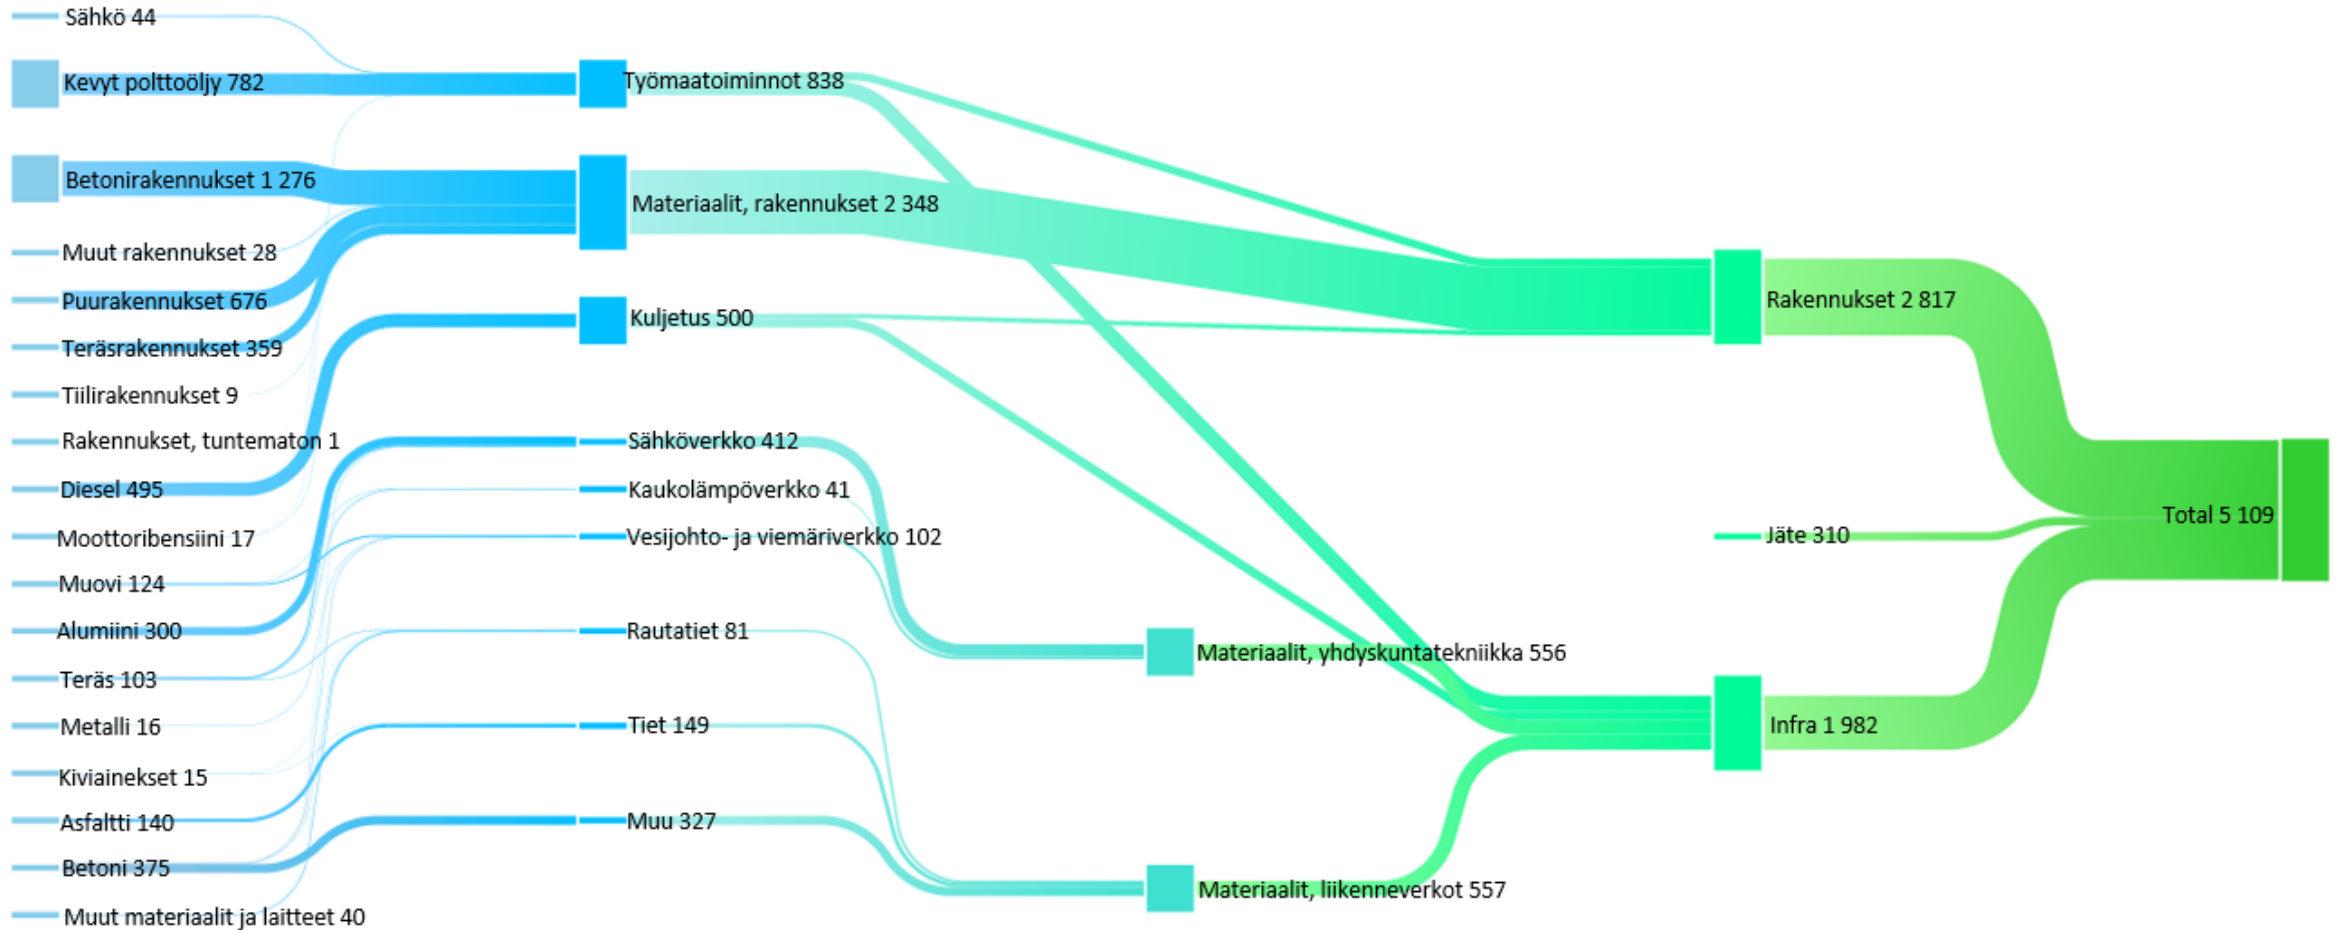 Sähkö 44
Kevyt polttoöljy 782
Betonirakennukset 1 276
Muut rakennukset 28
Puurakennukset 676
Teräsrakennukset 359
Tiilirakennukset 9
Rakennukset, tuntematon 1
Diesel 495
Moottoribensiini 17
Muovi 124
Alumiini 300
Teräs 103
Metalli 16
Kiviainekset 15
Asfaltti 140
Betoni 375
Muut materiaalit ja laitteet 40
Työmaatoiminnot 838
Materiaalit, rakennukset 2 348
Kuljetus 500
Sähköverkko 412
Kaukolämpöverkko 41
Vesijohto- ja viemäriverkko 102
Rautatiet 81
Tiet 149
Muu 327
Materiaalit, yhdyskuntatekniikka 556
Materiaalit, liikenneverkot 557
Rakennukset 2 817
Jäte 310
Infra 1 982
Total 5 109